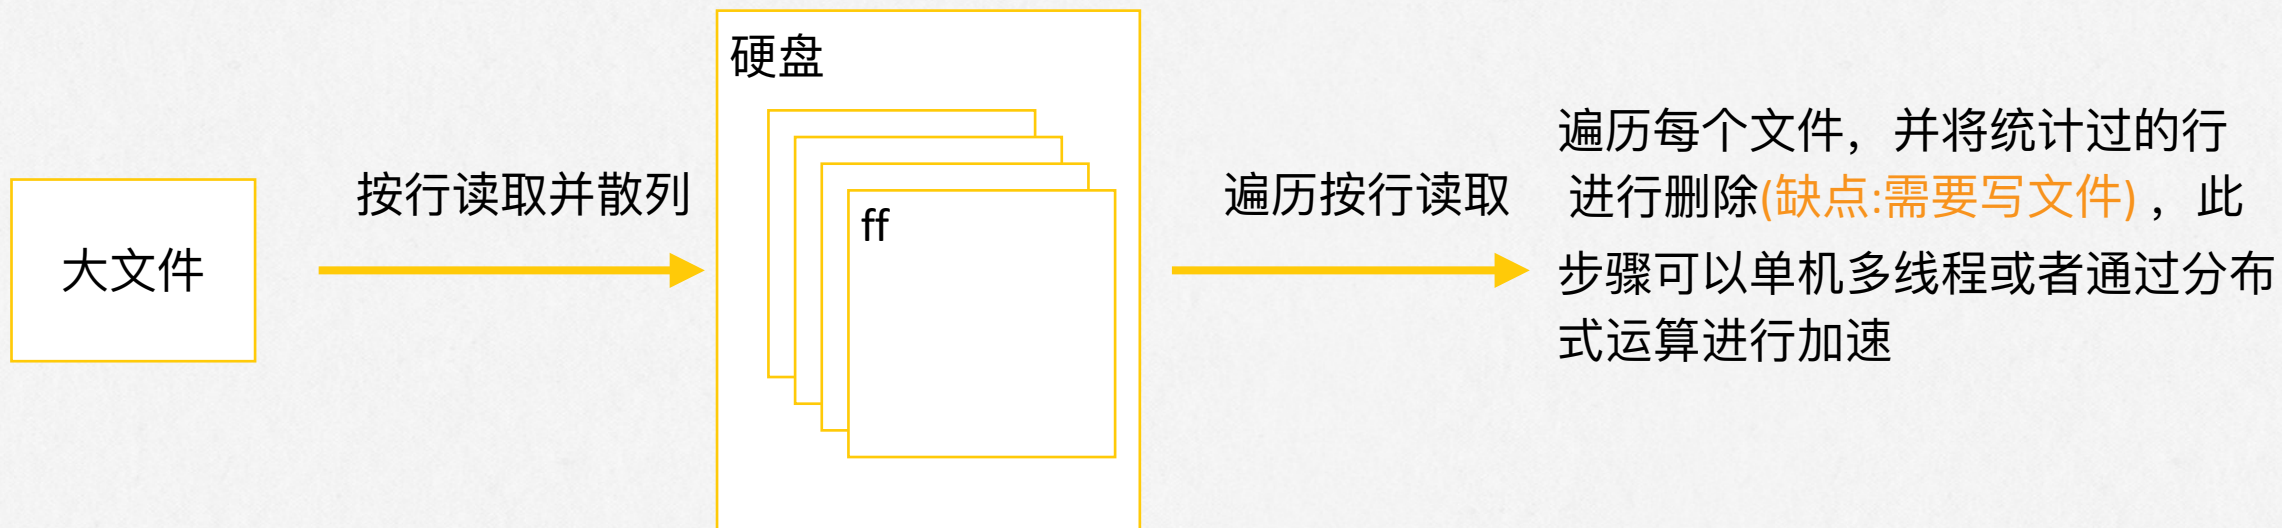 大文件
按行读取并散列
硬盘
ff
遍历按行读取
遍历每个文件，并将统计过的行
进行删除(缺点:需要写文件) ，此
步骤可以单机多线程或者通过分布
式运算进行加速